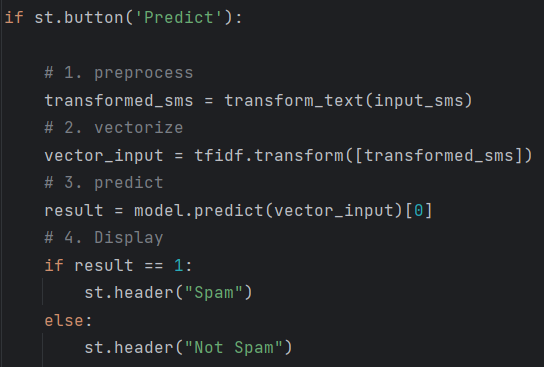 if st.button('Predict'):
# 1. preprocess
transformed_sms = transform_text(input_sms)
# 2. vectorize
vector_input = tfidf.transform([transformed_sms])
# 3. predict
result = model.predict(vector_input)[0]
# 4. Display
if result == 1:
st.header("Spam")
else:
st.header("Not Spam")